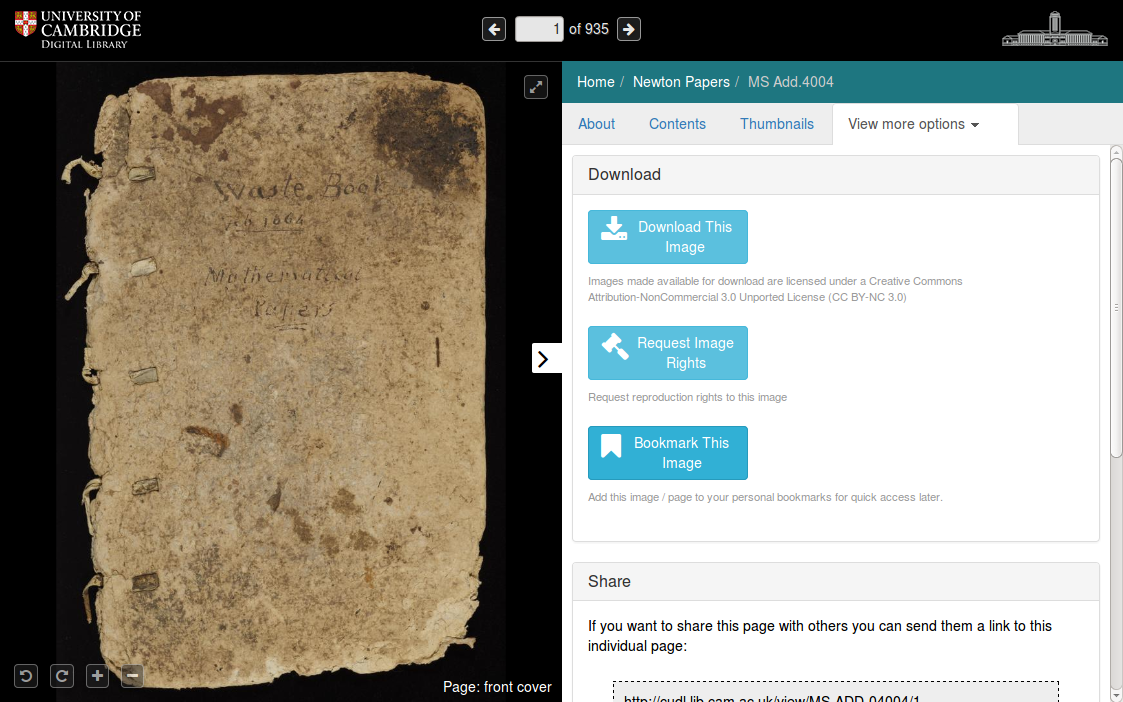 UNIVERSITY OF
CAMBRIDGE
DIGITAL LIBRARY
1 of 935
Home / Newton Papers / MS Add.4004
About Contents Thumbnails View more options
Waste Book
1664
Mathematical
Papers
Page: front cover
Download
Download This
Image
Images made available for download are licensed under a Creative Commons
Attribution-NonCommercial 3.0 Unported License (CC BY-NC 3.0)
Request Image
Rights
Request reproduction rights to this image
Bookmark This
Image
Add this image / page to your personal bookmarks for quick access later.
Share
If you want to share this page with others you can send them a link to this
individual page:
http://cudl.lib.cam.ac.uk/view/MS-ADD-04004/1